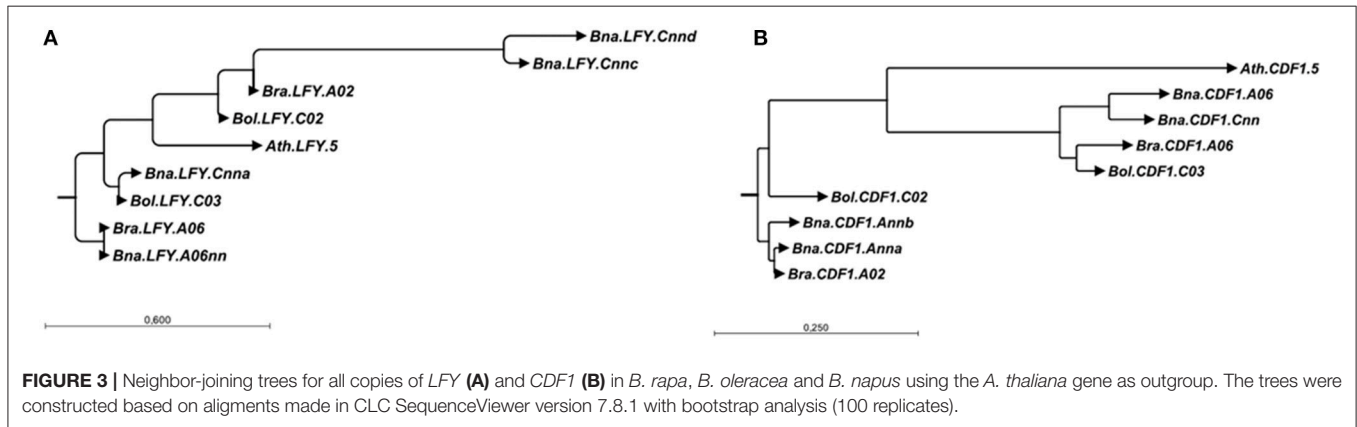 A
Bna.LFY.Cnnd
Bna.LFY.Cnnc
Bra.LFY.A02
Bol.LFY.C02
Ath.LFY.5
Bna.LFY.Cnna
Bol.LFY.C03
Bra.LFY.A06
Bna.LFY.A06nn
0,600
B
Ath.CDF1.5
Bna.CDF1.A06
Bna.CDF1.Cnn
Bra.CDF1.A06
Bol.CDF1.C03
Bol.CDF1.C02
Bna.CDF1.Annb
Bna.CDF1.Anna
Bra.CDF1.A02
0,250
FIGURE 3 | Neighbor-joining trees for all copies of LFY (A) and CDF1 (B) in B. rapa, B. oleracea and B. napus using the A. thaliana gene as outgroup. The trees were
constructed based on aligments made in CLC SequenceViewer version 7.8.1 with bootstrap analysis (100 replicates).